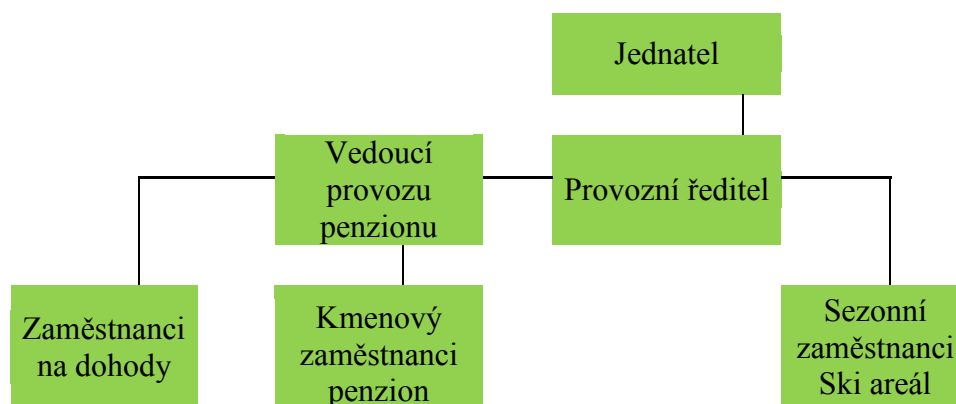 Jednatel
Vedoucí
provozu
penzionu
Provozní ředitel
Zaměstnanci
na dohody
Kmenový
zaměstnanci
penzion
Sezonní
zaměstnanci
Ski areál